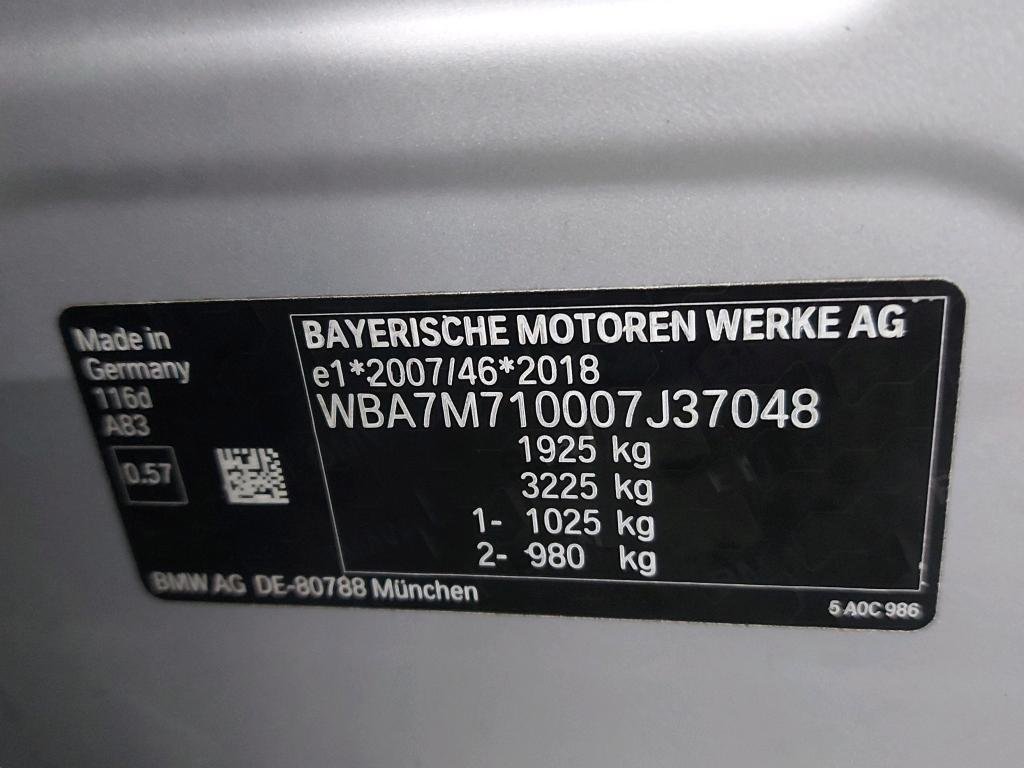 Made in
Germany
116d
A83
0.57
BAYERISCHE MOTOREN WERKE AG
e1*2007/46*2018
WBA7M710007J37048
1925 kg
3225 kg
1- 1025 kg
2- 980 kg
BMW AG DE-80788 München
5 A0C 986